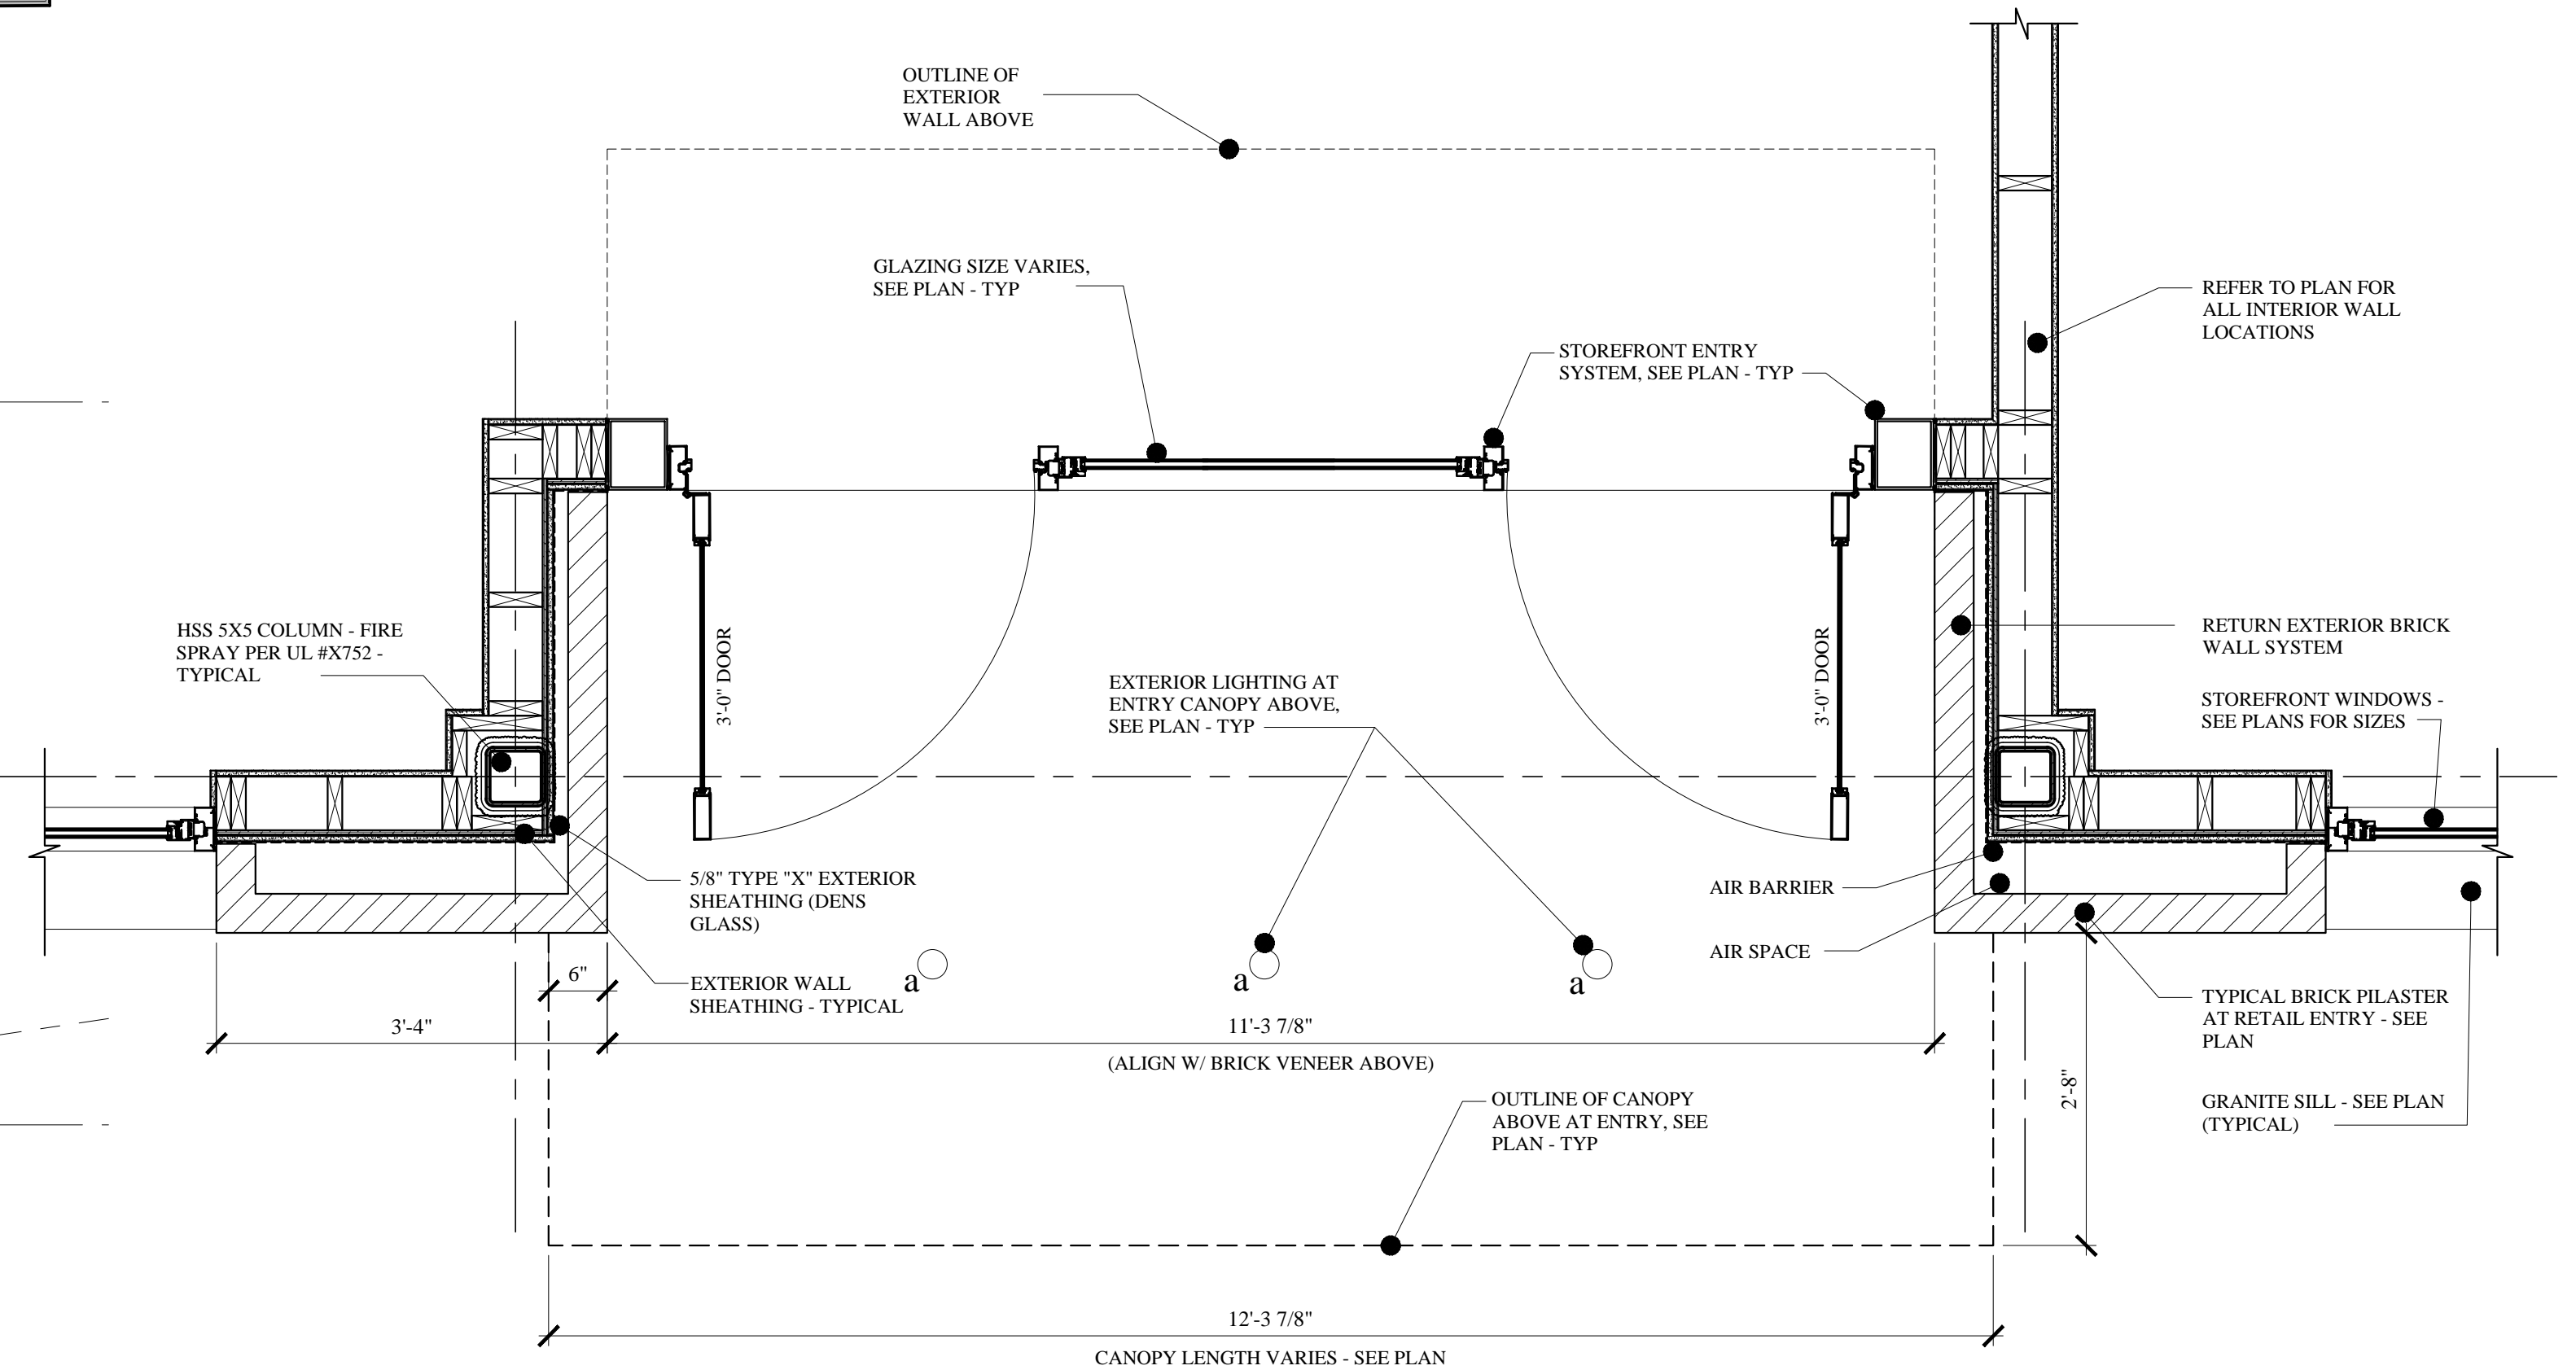 OUTLINE OF
EXTERIOR
WALL ABOVE
GLAZING SIZE VARIES,
SEE PLAN - TYP
STOREFRONT ENTRY
SYSTEM, SEE PLAN - TYP
REFER TO PLAN FOR
ALL INTERIOR WALL
LOCATIONS
HSS 5X5 COLUMN - FIRE
SPRAY PER UL #X752 -
TYPICAL
3'-0" DOOR
EXTERIOR LIGHTING AT
ENTRY CANOPY ABOVE,
SEE PLAN - TYP
3'-0" DOOR
RETURN EXTERIOR BRICK
WALL SYSTEM
STOREFRONT WINDOWS -
SEE PLANS FOR SIZES
5/8" TYPE "X" EXTERIOR
SHEATHING (DENS
GLASS)
AIR BARRIER
AIR SPACE
6"
EXTERIOR WALL
SHEATHING - TYPICAL
a
a
a
TYPICAL BRICK PILASTER
AT RETAIL ENTRY - SEE
PLAN
3'-4"
11'-3 7/8"
(ALIGN W/ BRICK VENEER ABOVE)
2'-8"
OUTLINE OF CANOPY
ABOVE AT ENTRY, SEE
PLAN - TYP
GRANITE SILL - SEE PLAN
(TYPICAL)
12'-3 7/8"
CANOPY LENGTH VARIES - SEE PLAN